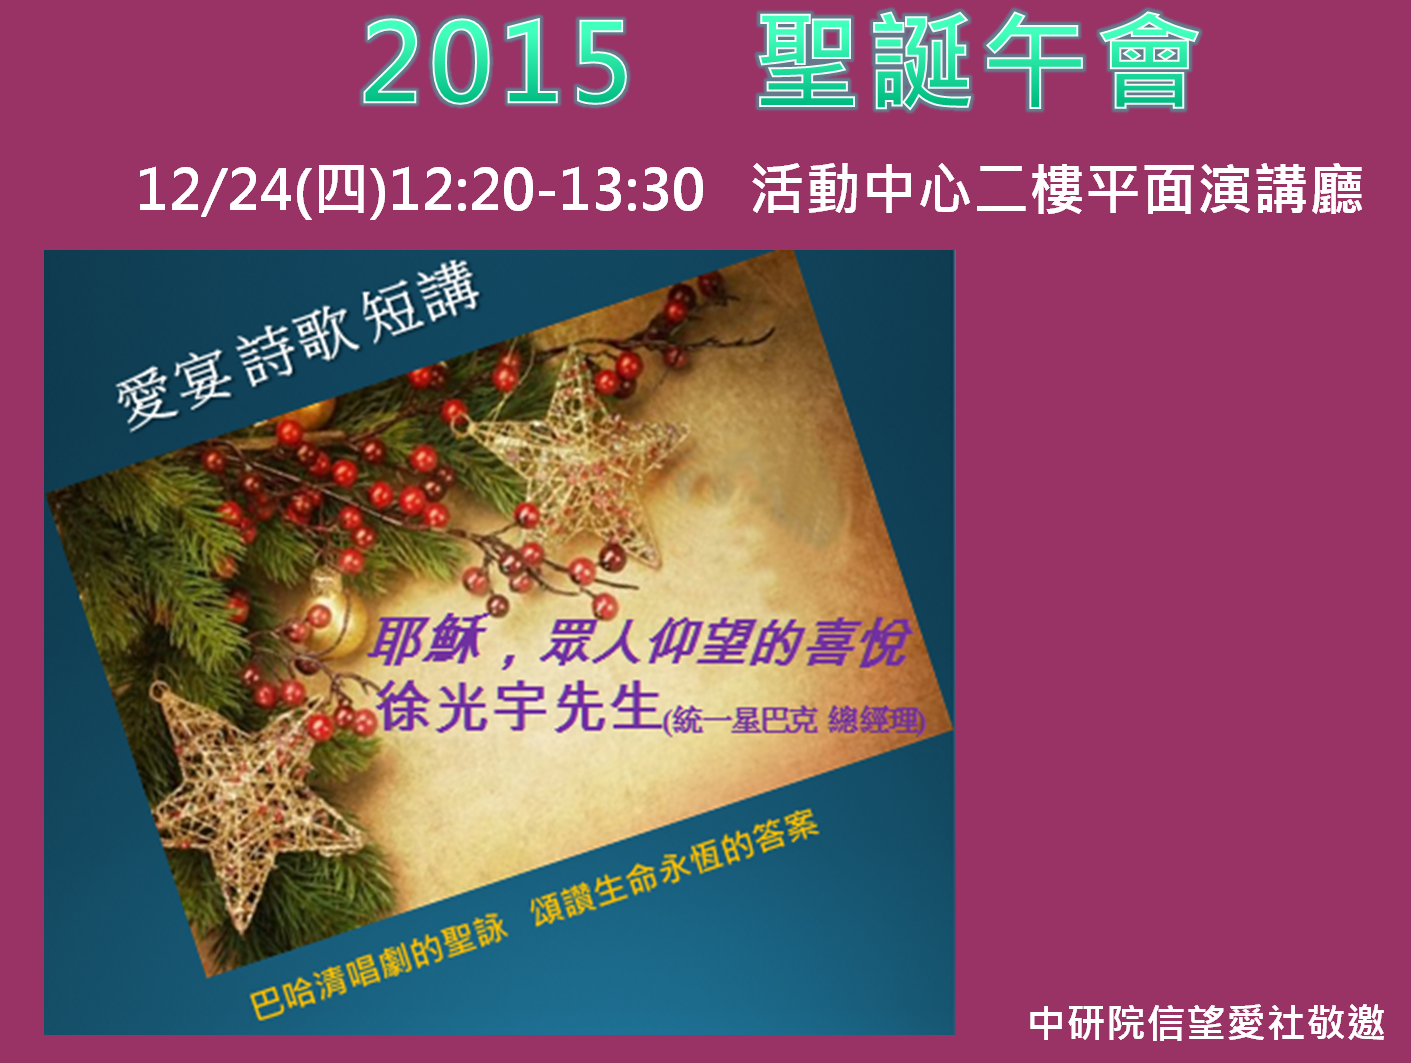 2015 聖誕午會
12/24(四)12:20-13:30 活動中心二樓平面演講廳
愛宴 詩歌 短講
耶穌，眾人仰望的喜悅
徐光宇先生(統一星巴克 總經理)
巴哈清唱劇的聖詠 頌讚生命永恆的答案
中研院信望愛社敬邀